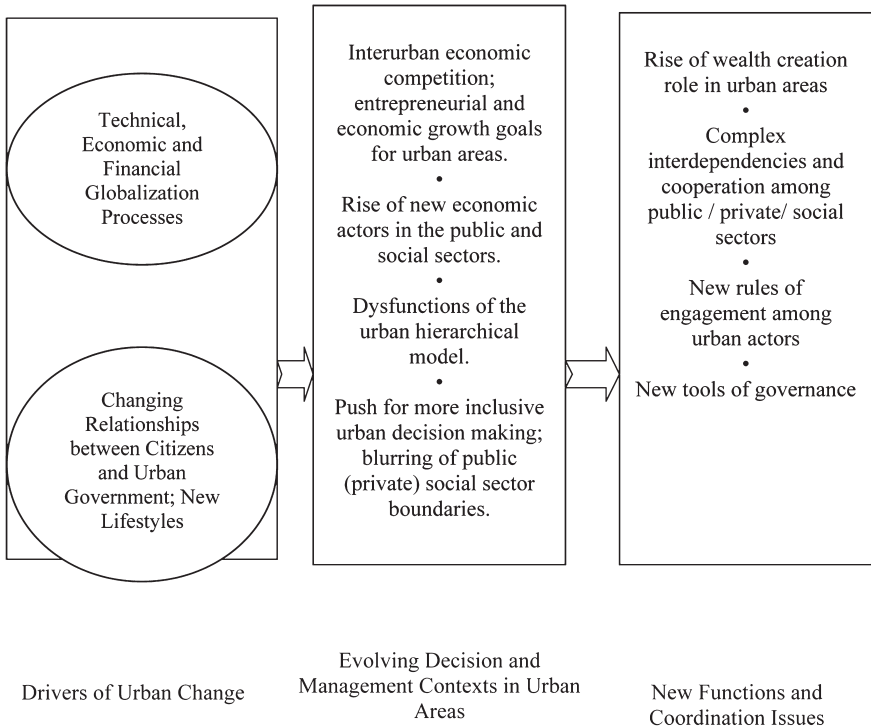 Technical,
Economic and
Financial
Globalization
Processes
Changing
Relationships
between Citizens
and Urban
Government; New
Lifestyles
Interurban economic
competition;
entrepreneurial and
economic growth goals
for urban areas.
•
Rise of new economic
actors in the public and
social sectors.
•
Dysfunctions of the
urban hierarchical
model.
•
Push for more inclusive
urban decision making;
blurring of public
(private) social sector
boundaries.
Rise of wealth creation
role in urban areas
•
Complex
interdependencies and
cooperation among
public / private/ social
sectors
•
New rules of
engagement among
urban actors
•
New tools of governance
Drivers of Urban Change
Evolving Decision and
Management Contexts in Urban
Areas
New Functions and
Coordination Issues